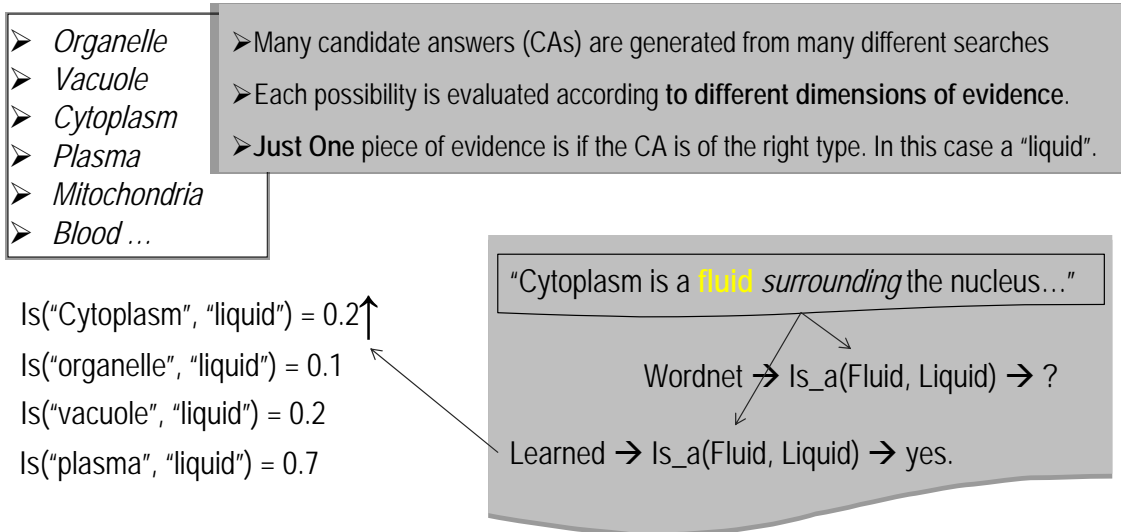 ➢ Organelle
➢ Vacuole
➢ Cytoplasm
➢ Plasma
➢ Mitochondria
➢ Blood …
➢Many candidate answers (CAs) are generated from many different searches
➢Each possibility is evaluated according to different dimensions of evidence.
➢Just One piece of evidence is if the CA is of the right type. In this case a “liquid”.
Is(“Cytoplasm”, “liquid”) = 0.2↑
Is(“organelle”, “liquid”) = 0.1
Is(“vacuole”, “liquid”) = 0.2
Is(“plasma”, “liquid”) = 0.7
“Cytoplasm is a fluid surrounding the nucleus…”
Wordnet → Is_a(Fluid, Liquid) → ?
Learned → Is_a(Fluid, Liquid) → yes.